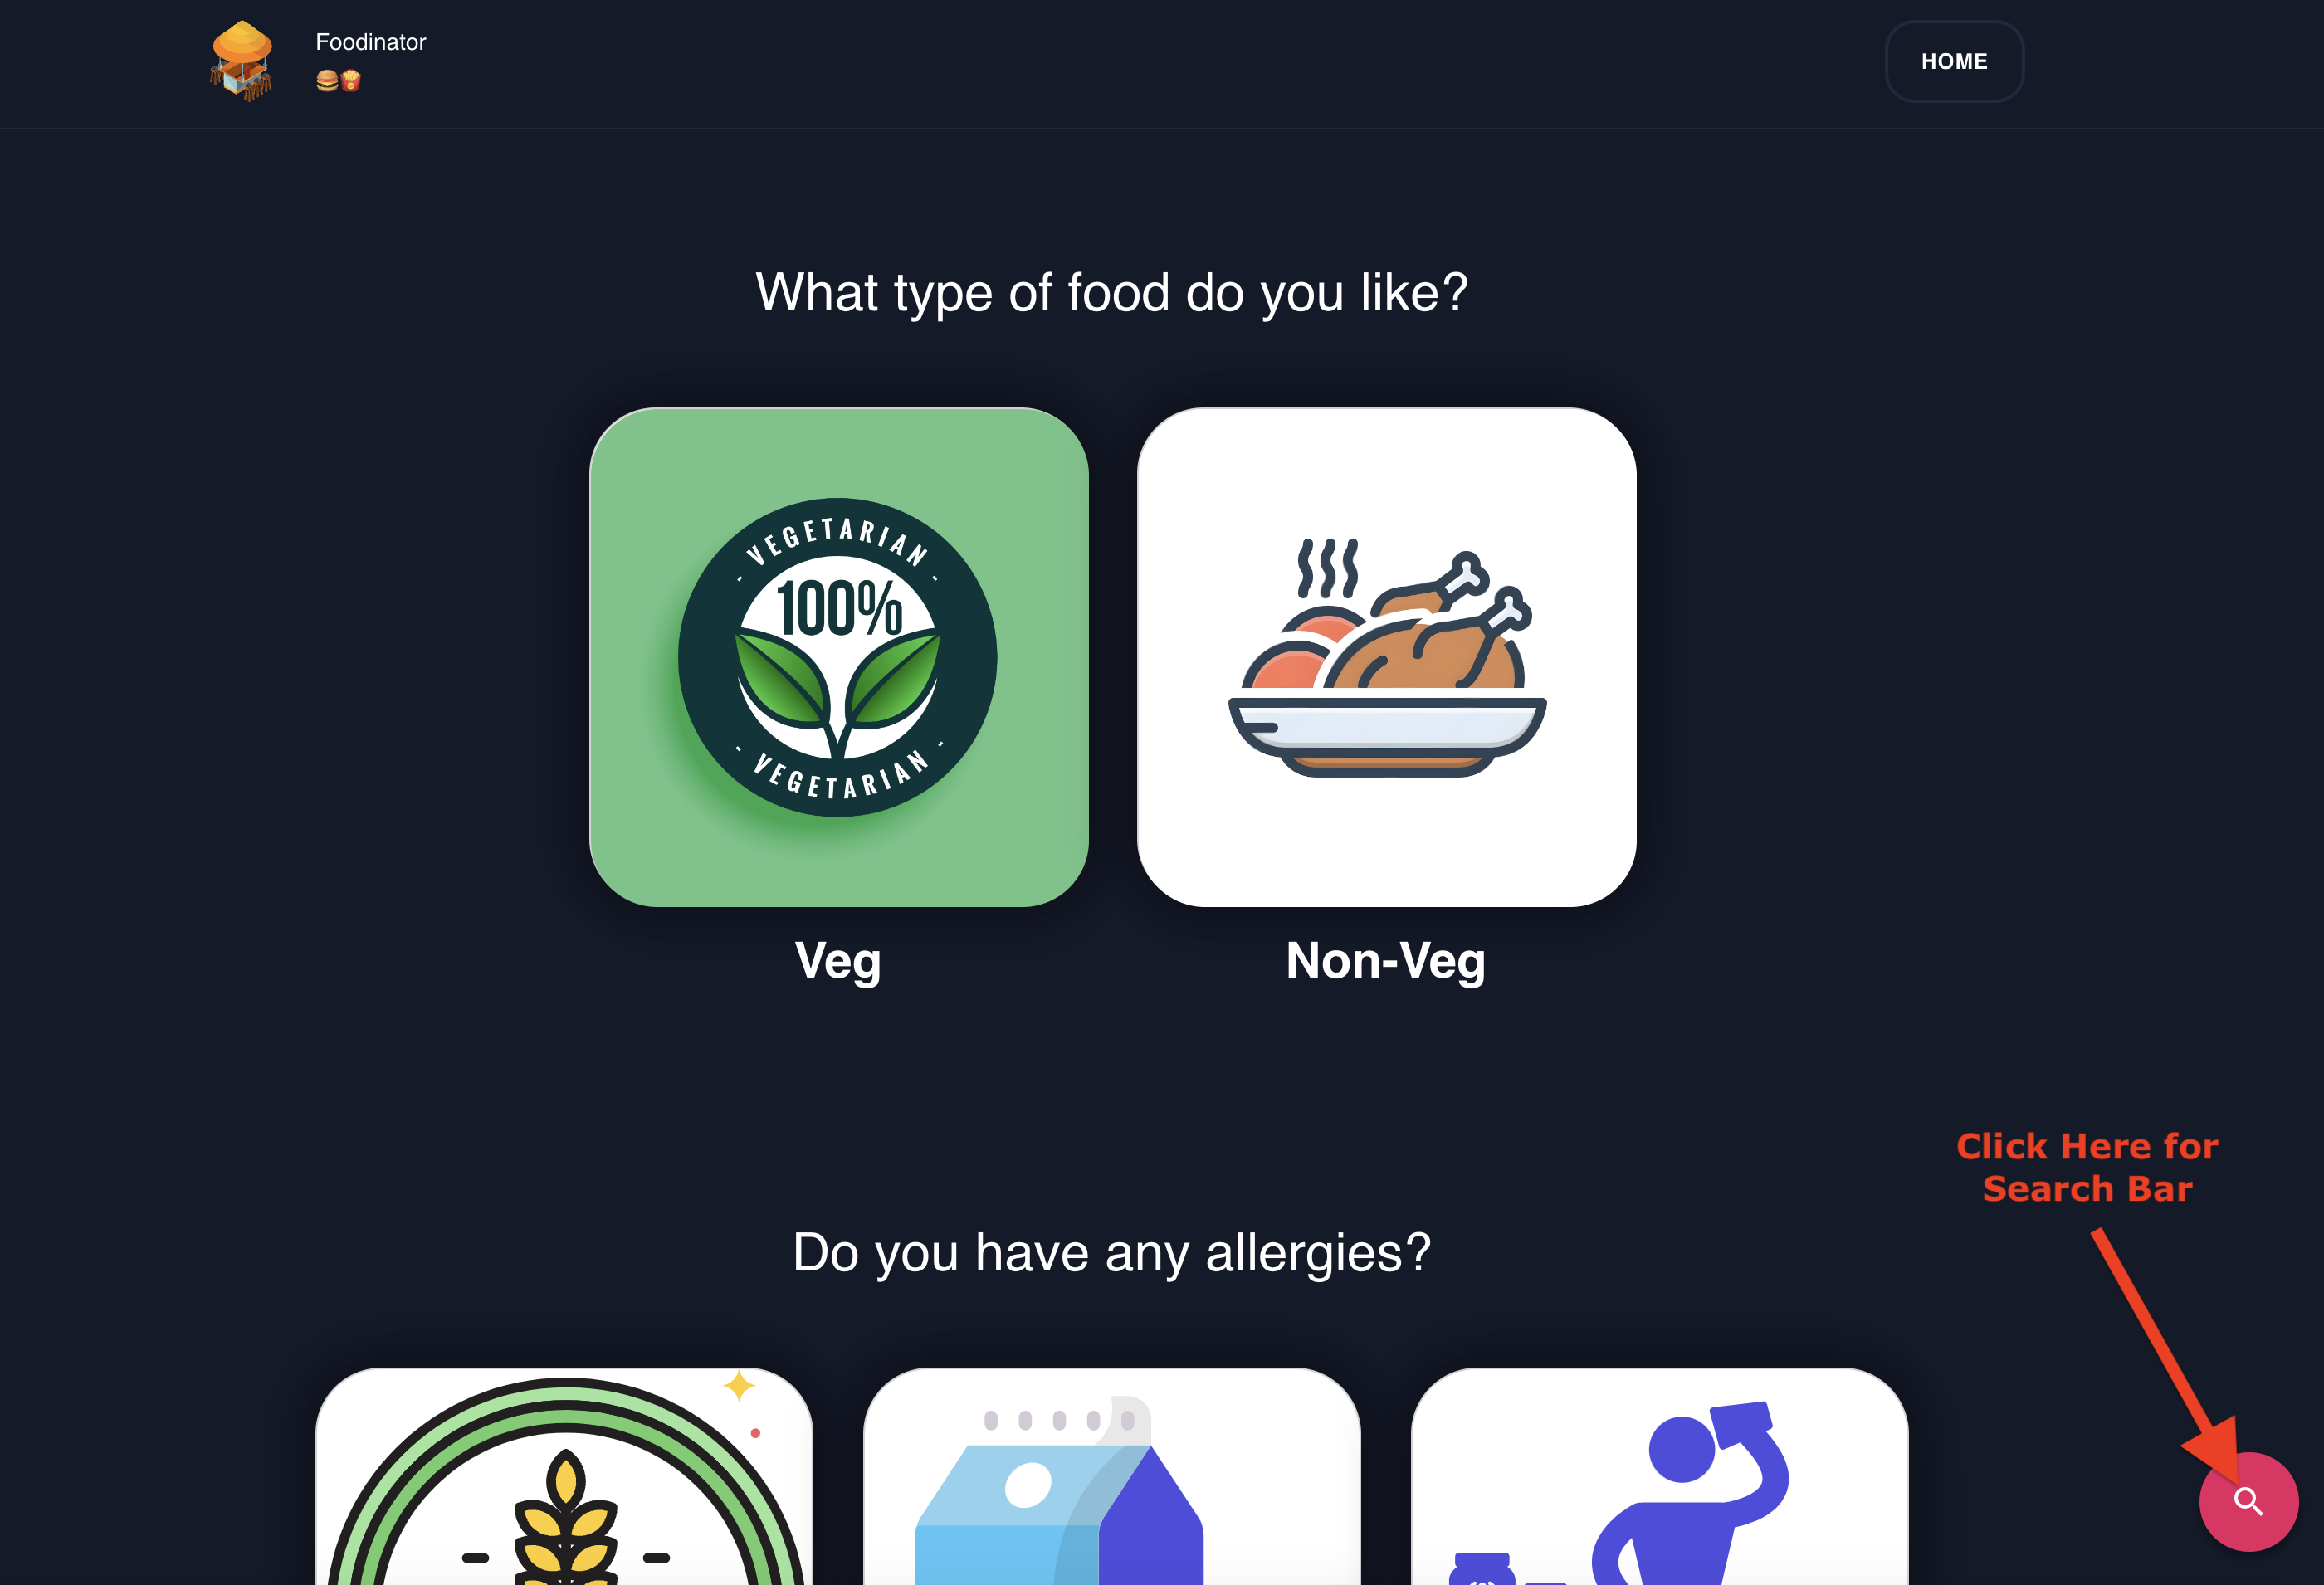 Foodinator
HOME
What type of food do you like?
- VEGETARIAN -
100%
- VEGETARIAN -
Veg
Non-Veg
Click Here for
Search Bar
Do you have any allergies?